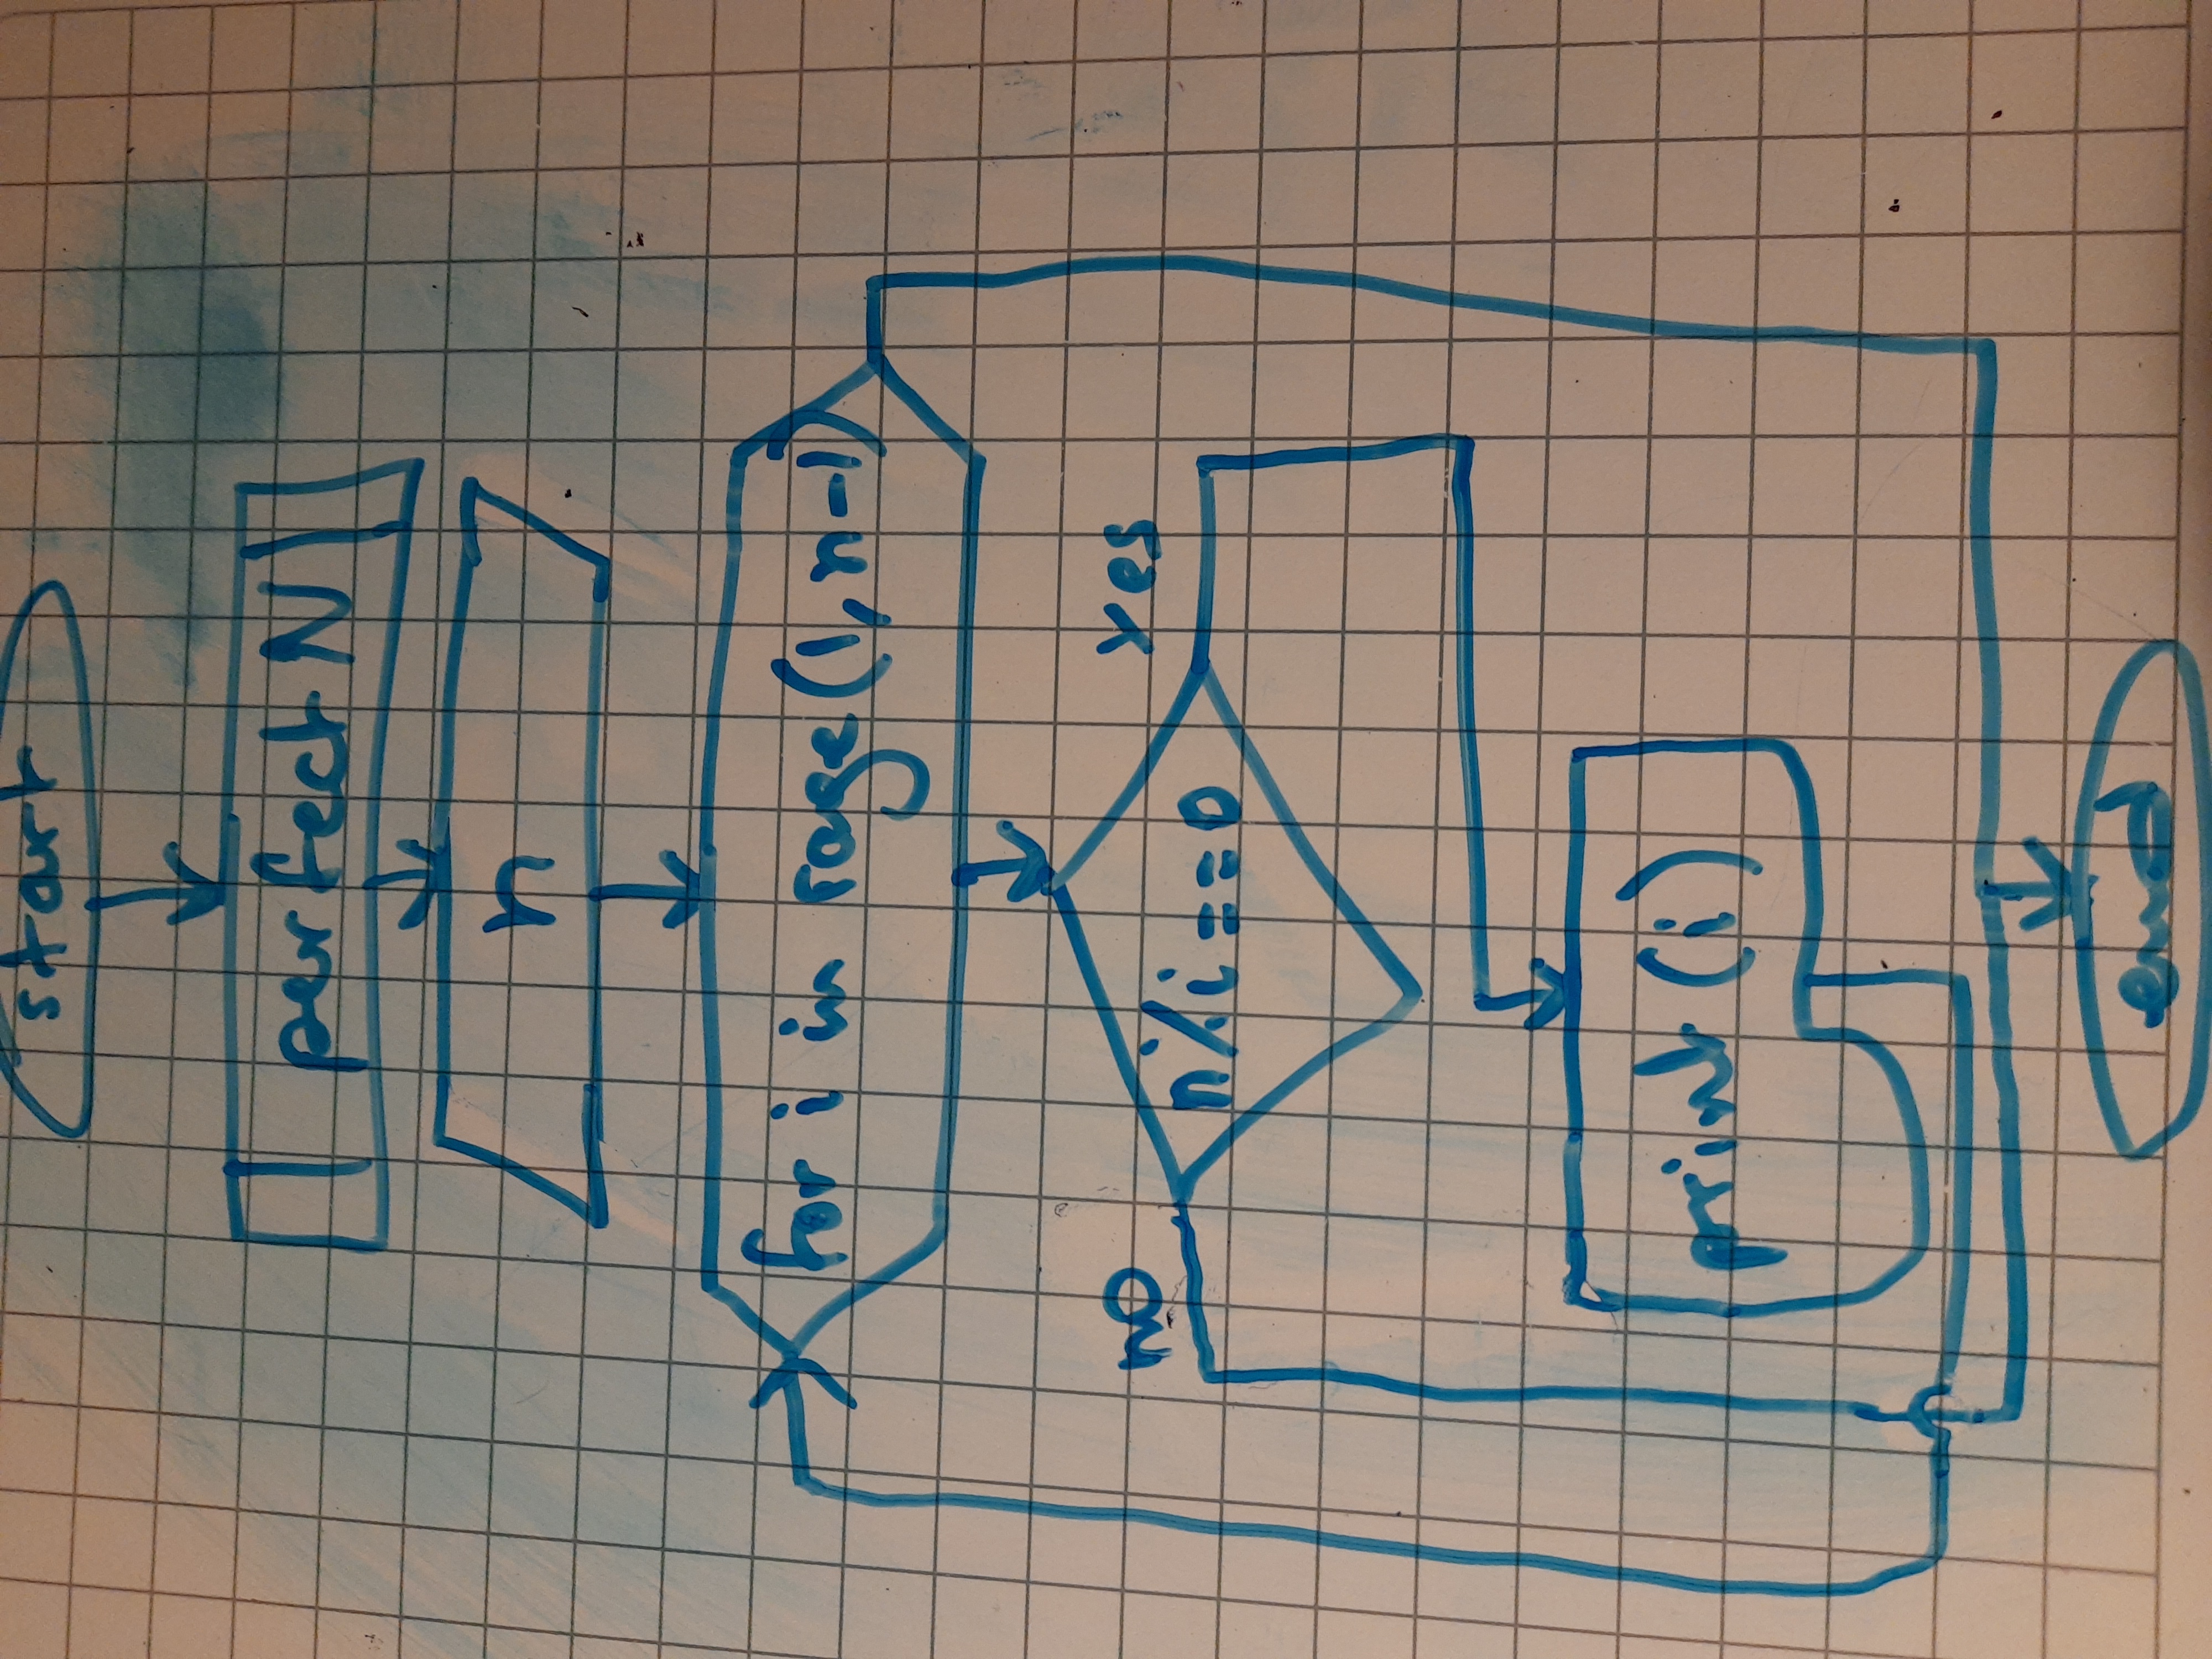 start
perfect N
n
for i in rage(1, n-1)
no
yes
n%i==0
print(i)
end